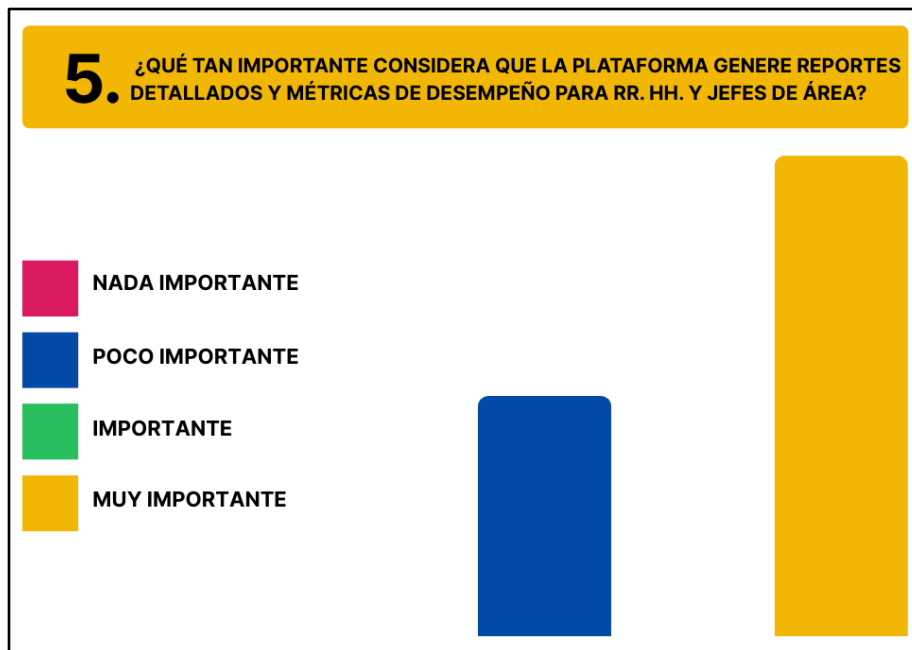 5. ¿QUÉ TAN IMPORTANTE CONSIDERA QUE LA PLATAFORMA GENERE REPORTES
DETALLADOS Y MÉTRICAS DE DESEMPEÑO PARA RR. HH. Y JEFES DE ÁREA?
NADA IMPORTANTE
POCO IMPORTANTE
IMPORTANTE
MUY IMPORTANTE